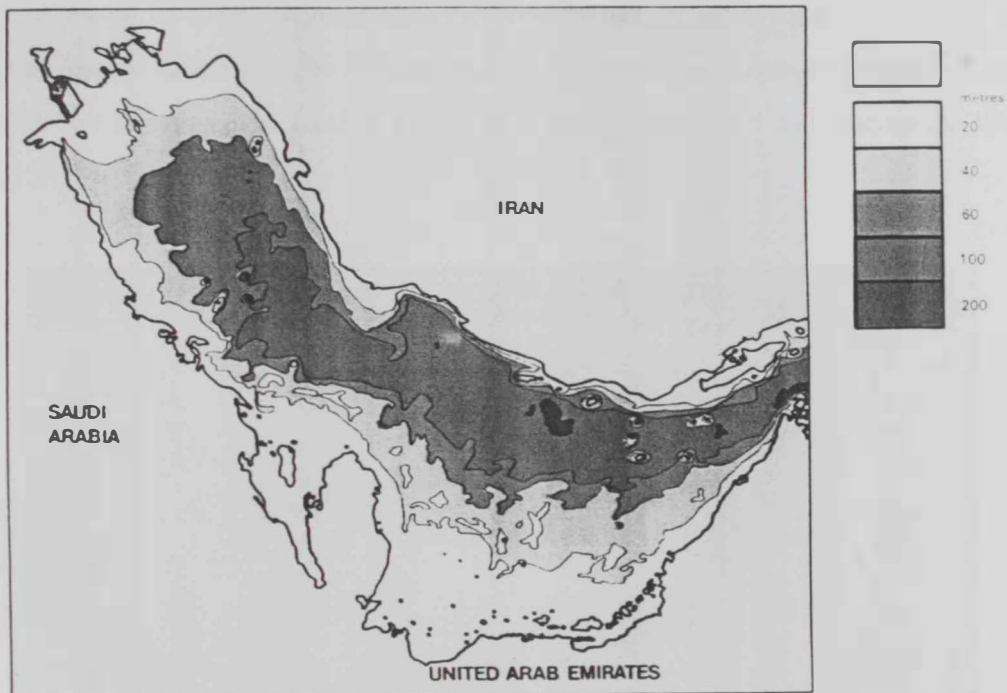 IRAN
SAUDI
ARABIA
UNITED ARAB EMIRATES
metres
20
40
60
100
200